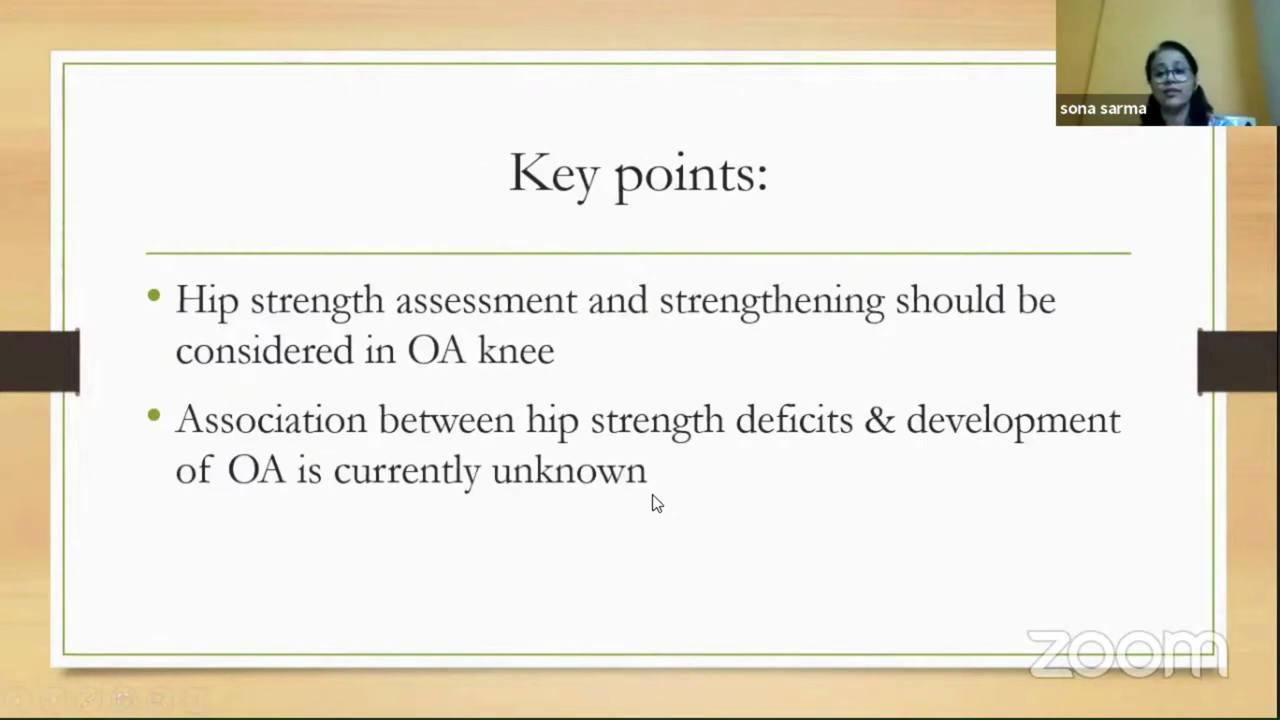 sona sarma
Key points:
• Hip strength assessment and strengthening should be
considered in OA knee
• Association between hip strength deficits & development
of OA is currently unknown
zoom